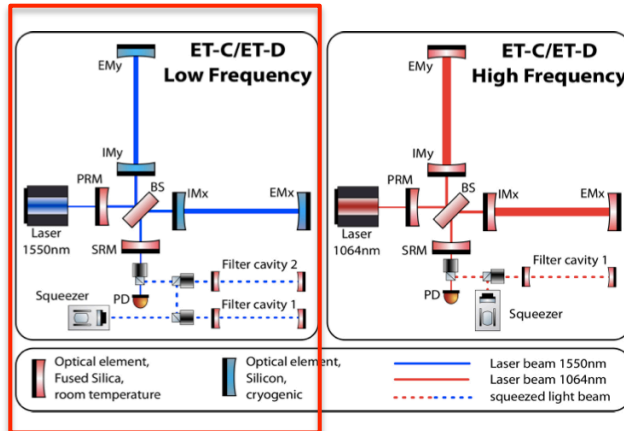 ET-C/ET-D
Low Frequency
EMy
IMy
PRM
BS
IMx
EMx
Laser
1550nm
SRM
Filter cavity 2
PD
Squeezer
Filter cavity 1
ET-C/ET-D
High Frequency
EMy
IMy
PRM
BS
IMx
EMx
Laser
1064nm
SRM
Filter cavity 1
PD
Squeezer
Optical element,
Fused Silica,
room temperature
Optical element,
Silicon,
cryogenic
Laser beam 1550nm
Laser beam 1064nm
squeezed light beam